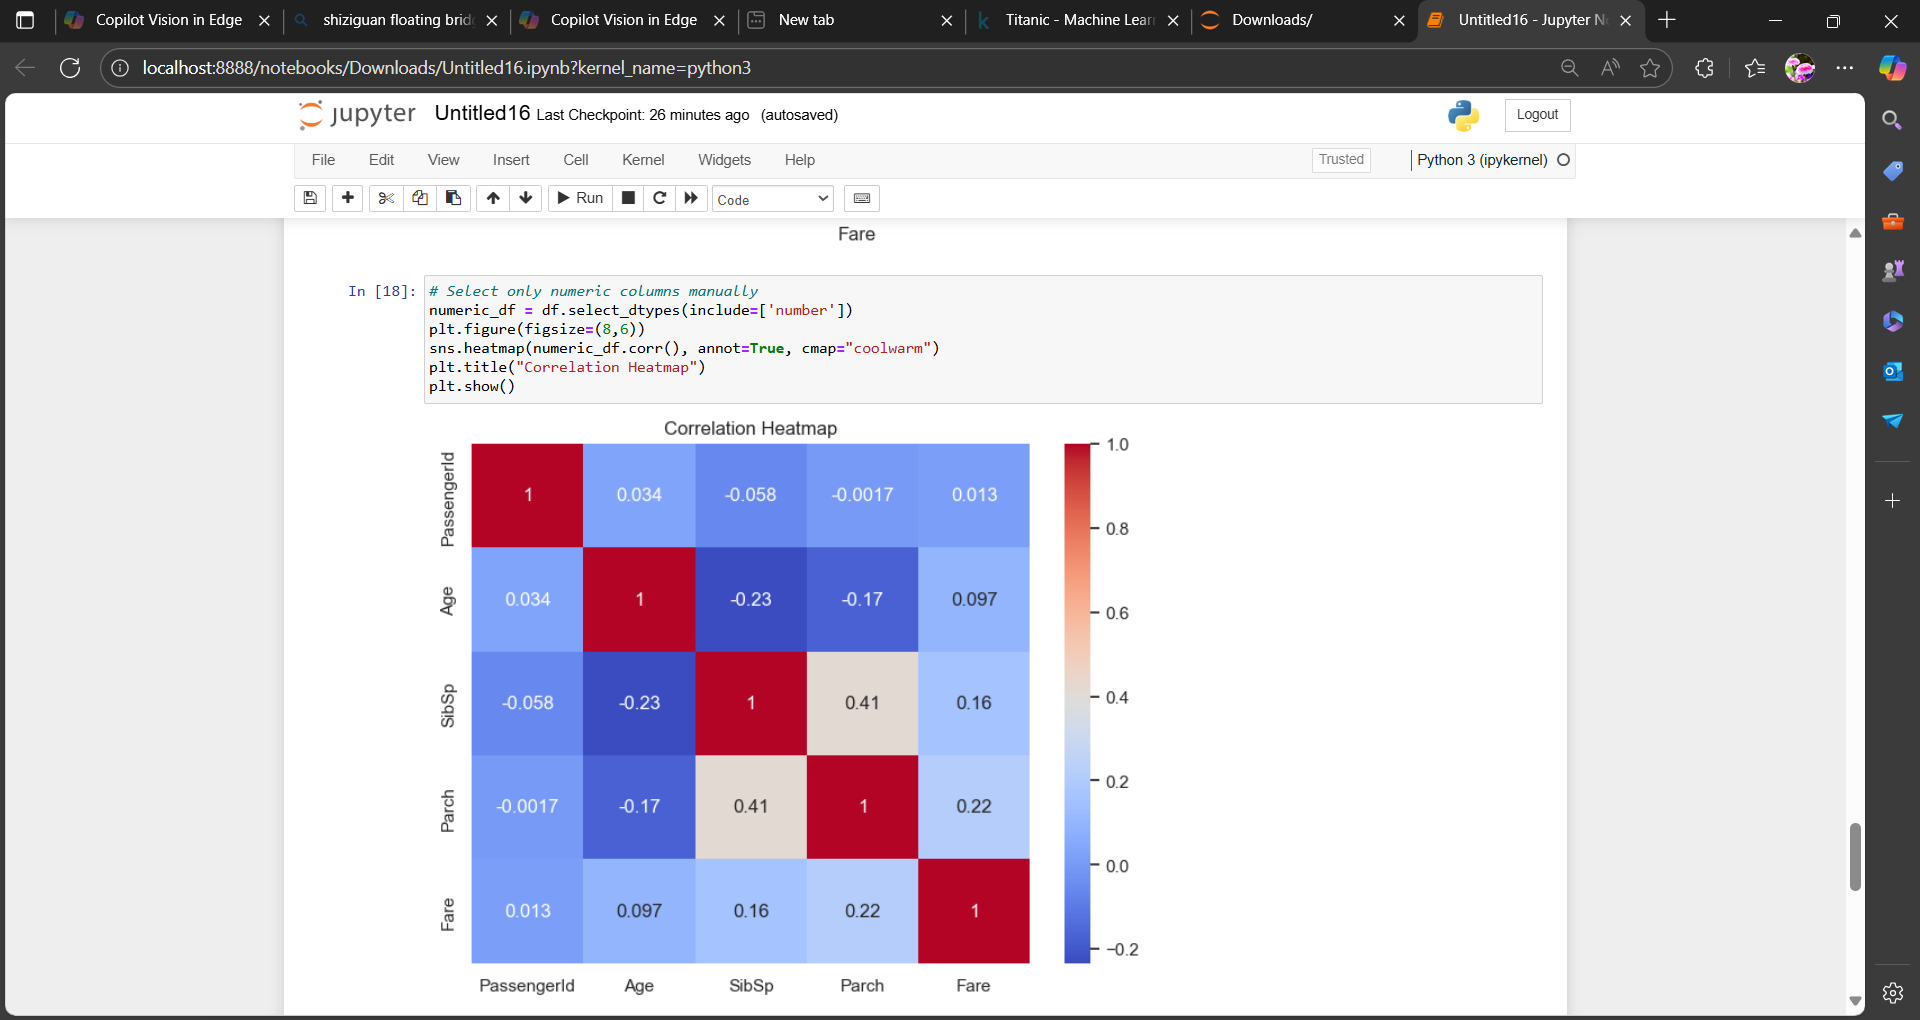 Copilot Vision in Edge
shiziguan floating brid
Copilot Vision in Edge
New tab
Titanic - Machine Lear
Downloads/
Untitled16 - Jupyter N
localhost:8888/notebooks/Downloads/Untitled16.ipynb?kernel_name=python3
jupyter Untitled16 Last Checkpoint: 26 minutes ago (autosaved)
Logout
File Edit View Insert Cell Kernel Widgets Help
Trusted
Python 3 (ipykernel)
Run
Code
Fare
In [18]:
# Select only numeric columns manually
numeric_df = df.select_dtypes(include=['number'])
plt.figure(figsize=(8,6))
sns.heatmap(numeric_df.corr(), annot=True, cmap="coolwarm")
plt.title("Correlation Heatmap")
plt.show()
Correlation Heatmap
PassengerId 1 0.034 -0.058 -0.0017 0.013
Age 0.034 1 -0.23 -0.17 0.097
SibSp -0.058 -0.23 1 0.41 0.16
Parch -0.0017 -0.17 0.41 1 0.22
Fare 0.013 0.097 0.16 0.22 1
PassengerId Age SibSp Parch Fare
1.0
0.8
0.6
0.4
0.2
0.0
−0.2